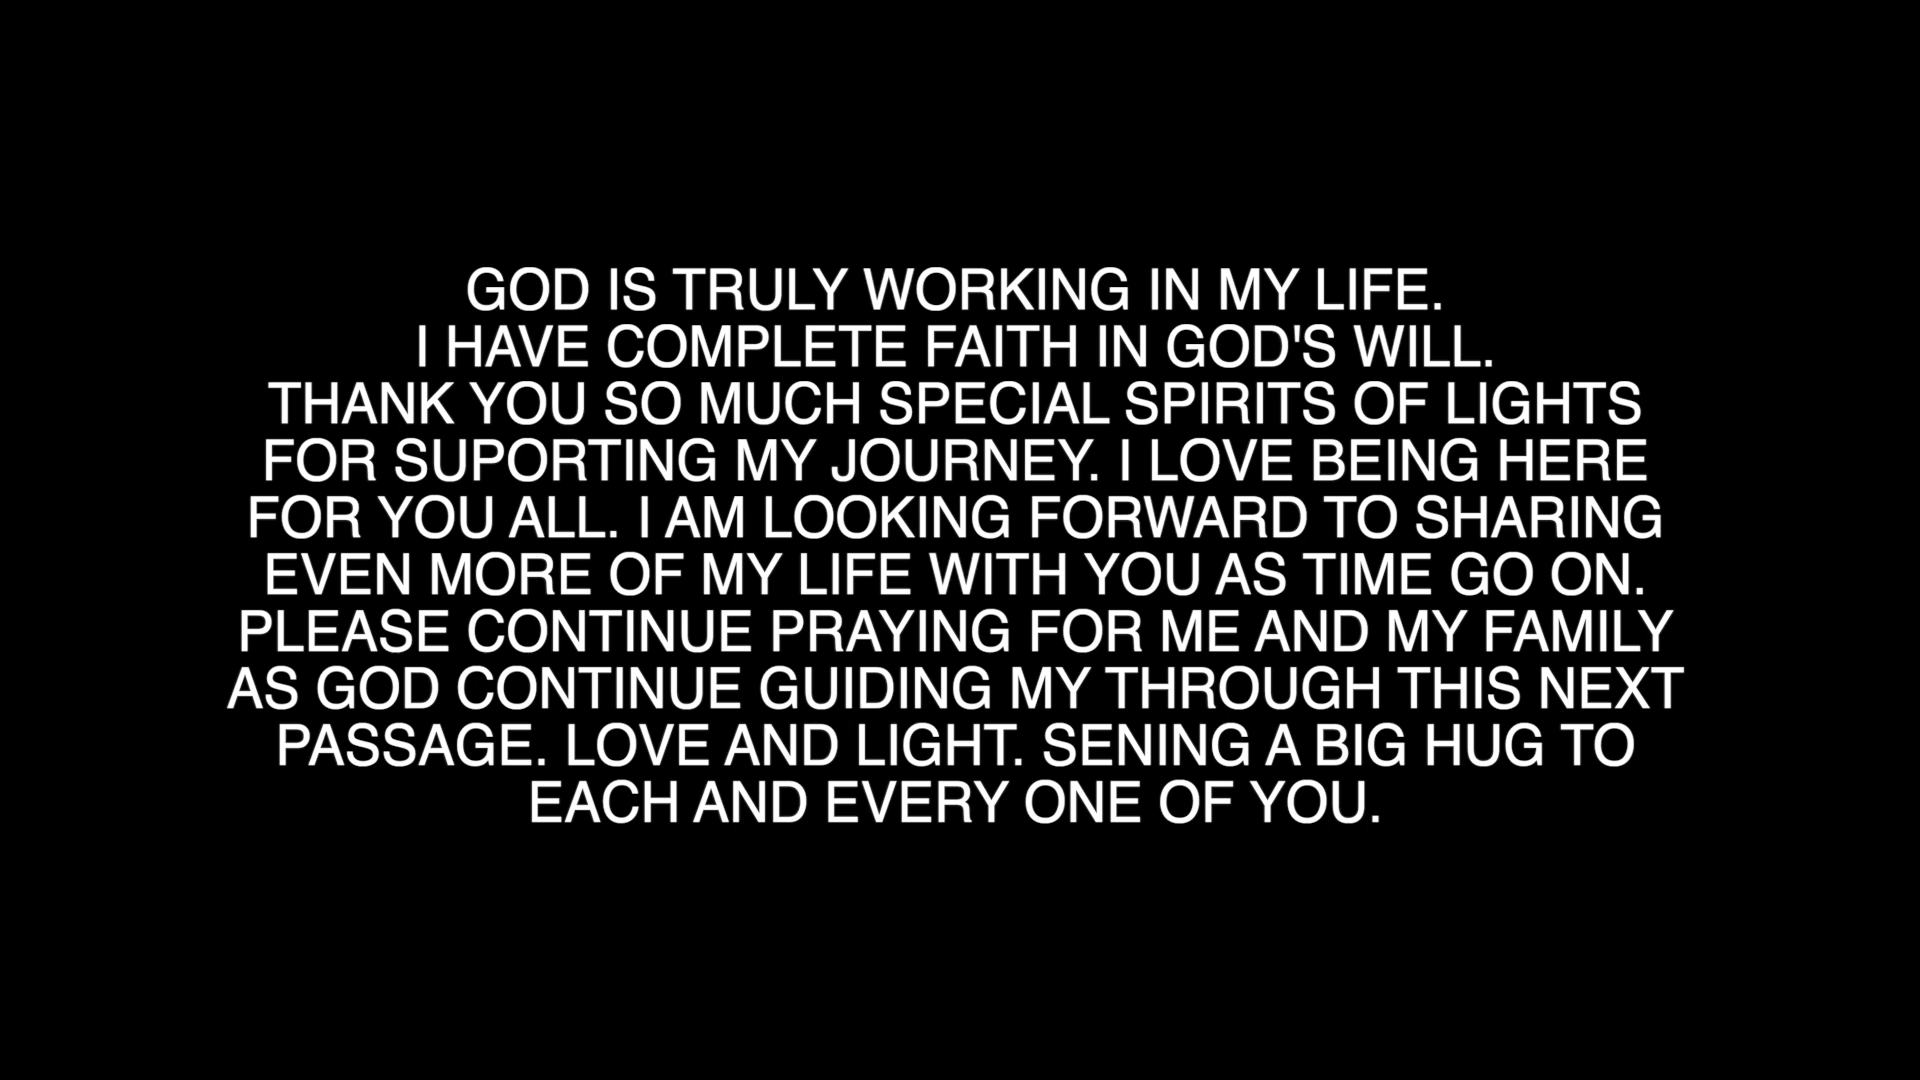 GOD IS TRULY WORKING IN MY LIFE.
I HAVE COMPLETE FAITH IN GOD'S WILL.
THANK YOU SO MUCH SPECIAL SPIRITS OF LIGHTS
FOR SUPORTING MY JOURNEY. I LOVE BEING HERE
FOR YOU ALL. I AM LOOKING FORWARD TO SHARING
EVEN MORE OF MY LIFE WITH YOU AS TIME GO ON.
PLEASE CONTINUE PRAYING FOR ME AND MY FAMILY
AS GOD CONTINUE GUIDING MY THROUGH THIS NEXT
PASSAGE. LOVE AND LIGHT. SENING A BIG HUG TO
EACH AND EVERY ONE OF YOU.